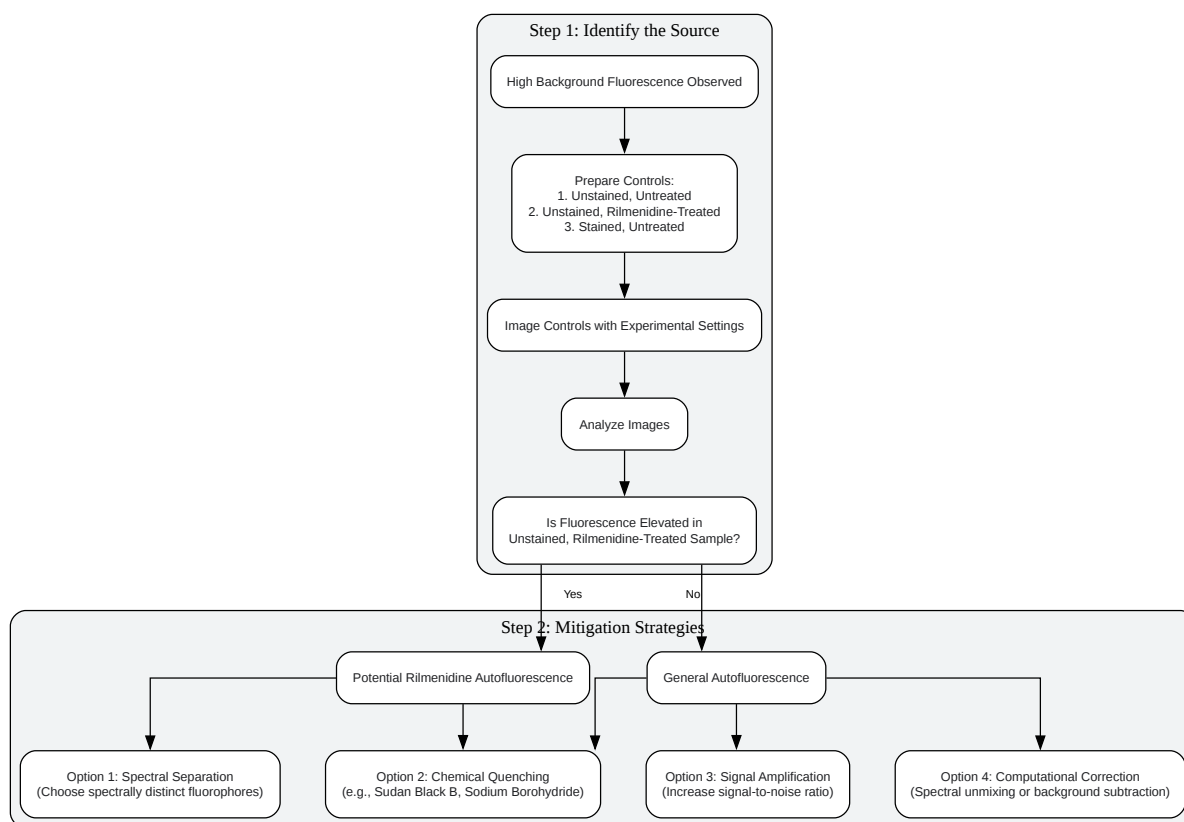 Step 1: Identify the Source
High Background Fluorescence Observed
Prepare Controls:
1. Unstained, Untreated
2. Unstained, Rilmenidine-Treated
3. Stained, Untreated
Image Controls with Experimental Settings
Analyze Images
Is Fluorescence Elevated in
Unstained, Rilmenidine-Treated Sample?
Yes
No
Step 2: Mitigation Strategies
Potential Rilmenidine Autofluorescence
General Autofluorescence
Option 1: Spectral Separation
(Choose spectrally distinct fluorophores)
Option 2: Chemical Quenching
(e.g., Sudan Black B, Sodium Borohydride)
Option 3: Signal Amplification
(Increase signal-to-noise ratio)
Option 4: Computational Correction
(Spectral unmixing or background subtraction)